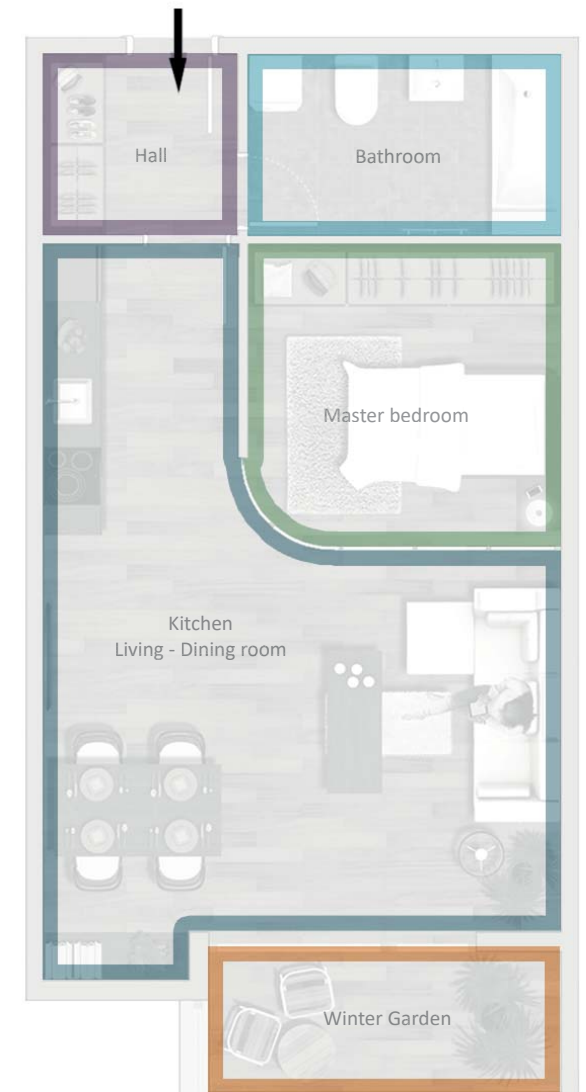 Hall
Bathroom
Master bedroom
Kitchen
Living - Dining room
Winter Garden